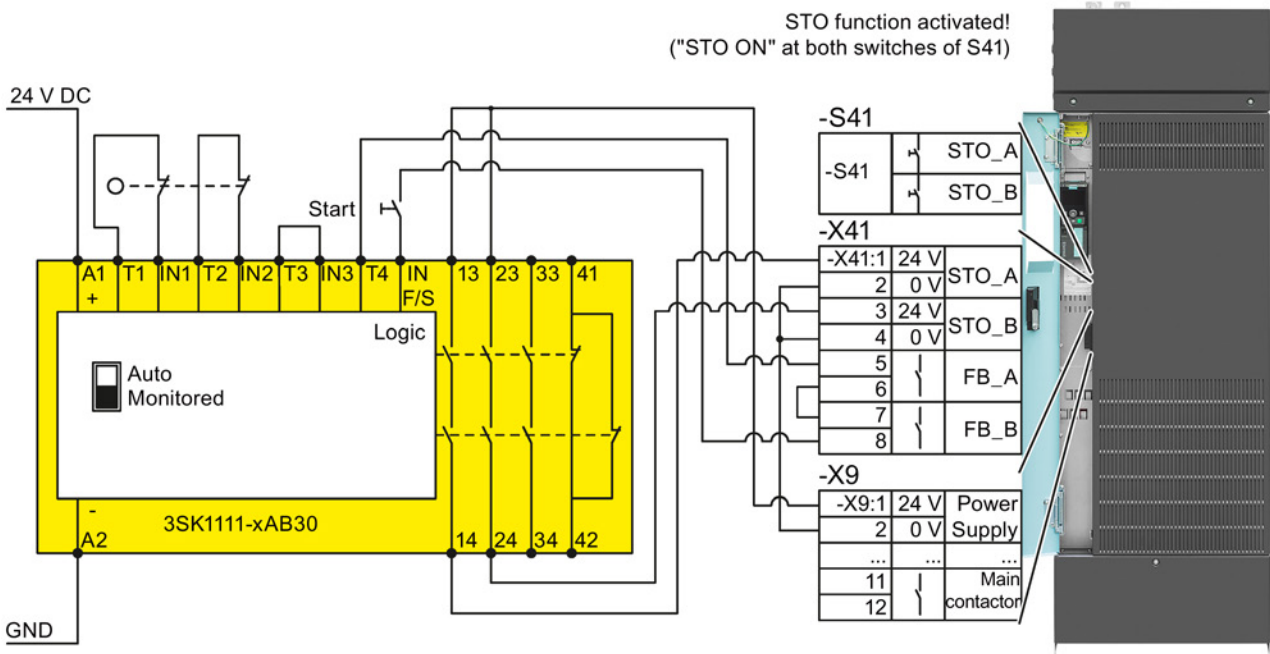 STO function activated!
("STO ON" at both switches of S41)
24 V DC
-S41
-S41
STO_A
STO_B
Start
-X41
A1 T1 IN1 T2 IN2 T3 IN3 T4 IN 13 23 33 41
+ F/S
Logic
Auto
Monitored
-X41:1 24 V STO_A
2 0 V
3 24 V STO_B
4 0 V
5 FB_A
6
7 FB_B
8
-X9
-X9:1 24 V Power
2 0 V Supply
... ... ...
11 Main
12 contactor
-
3SK1111-xAB30
A2 14 24 34 42
GND